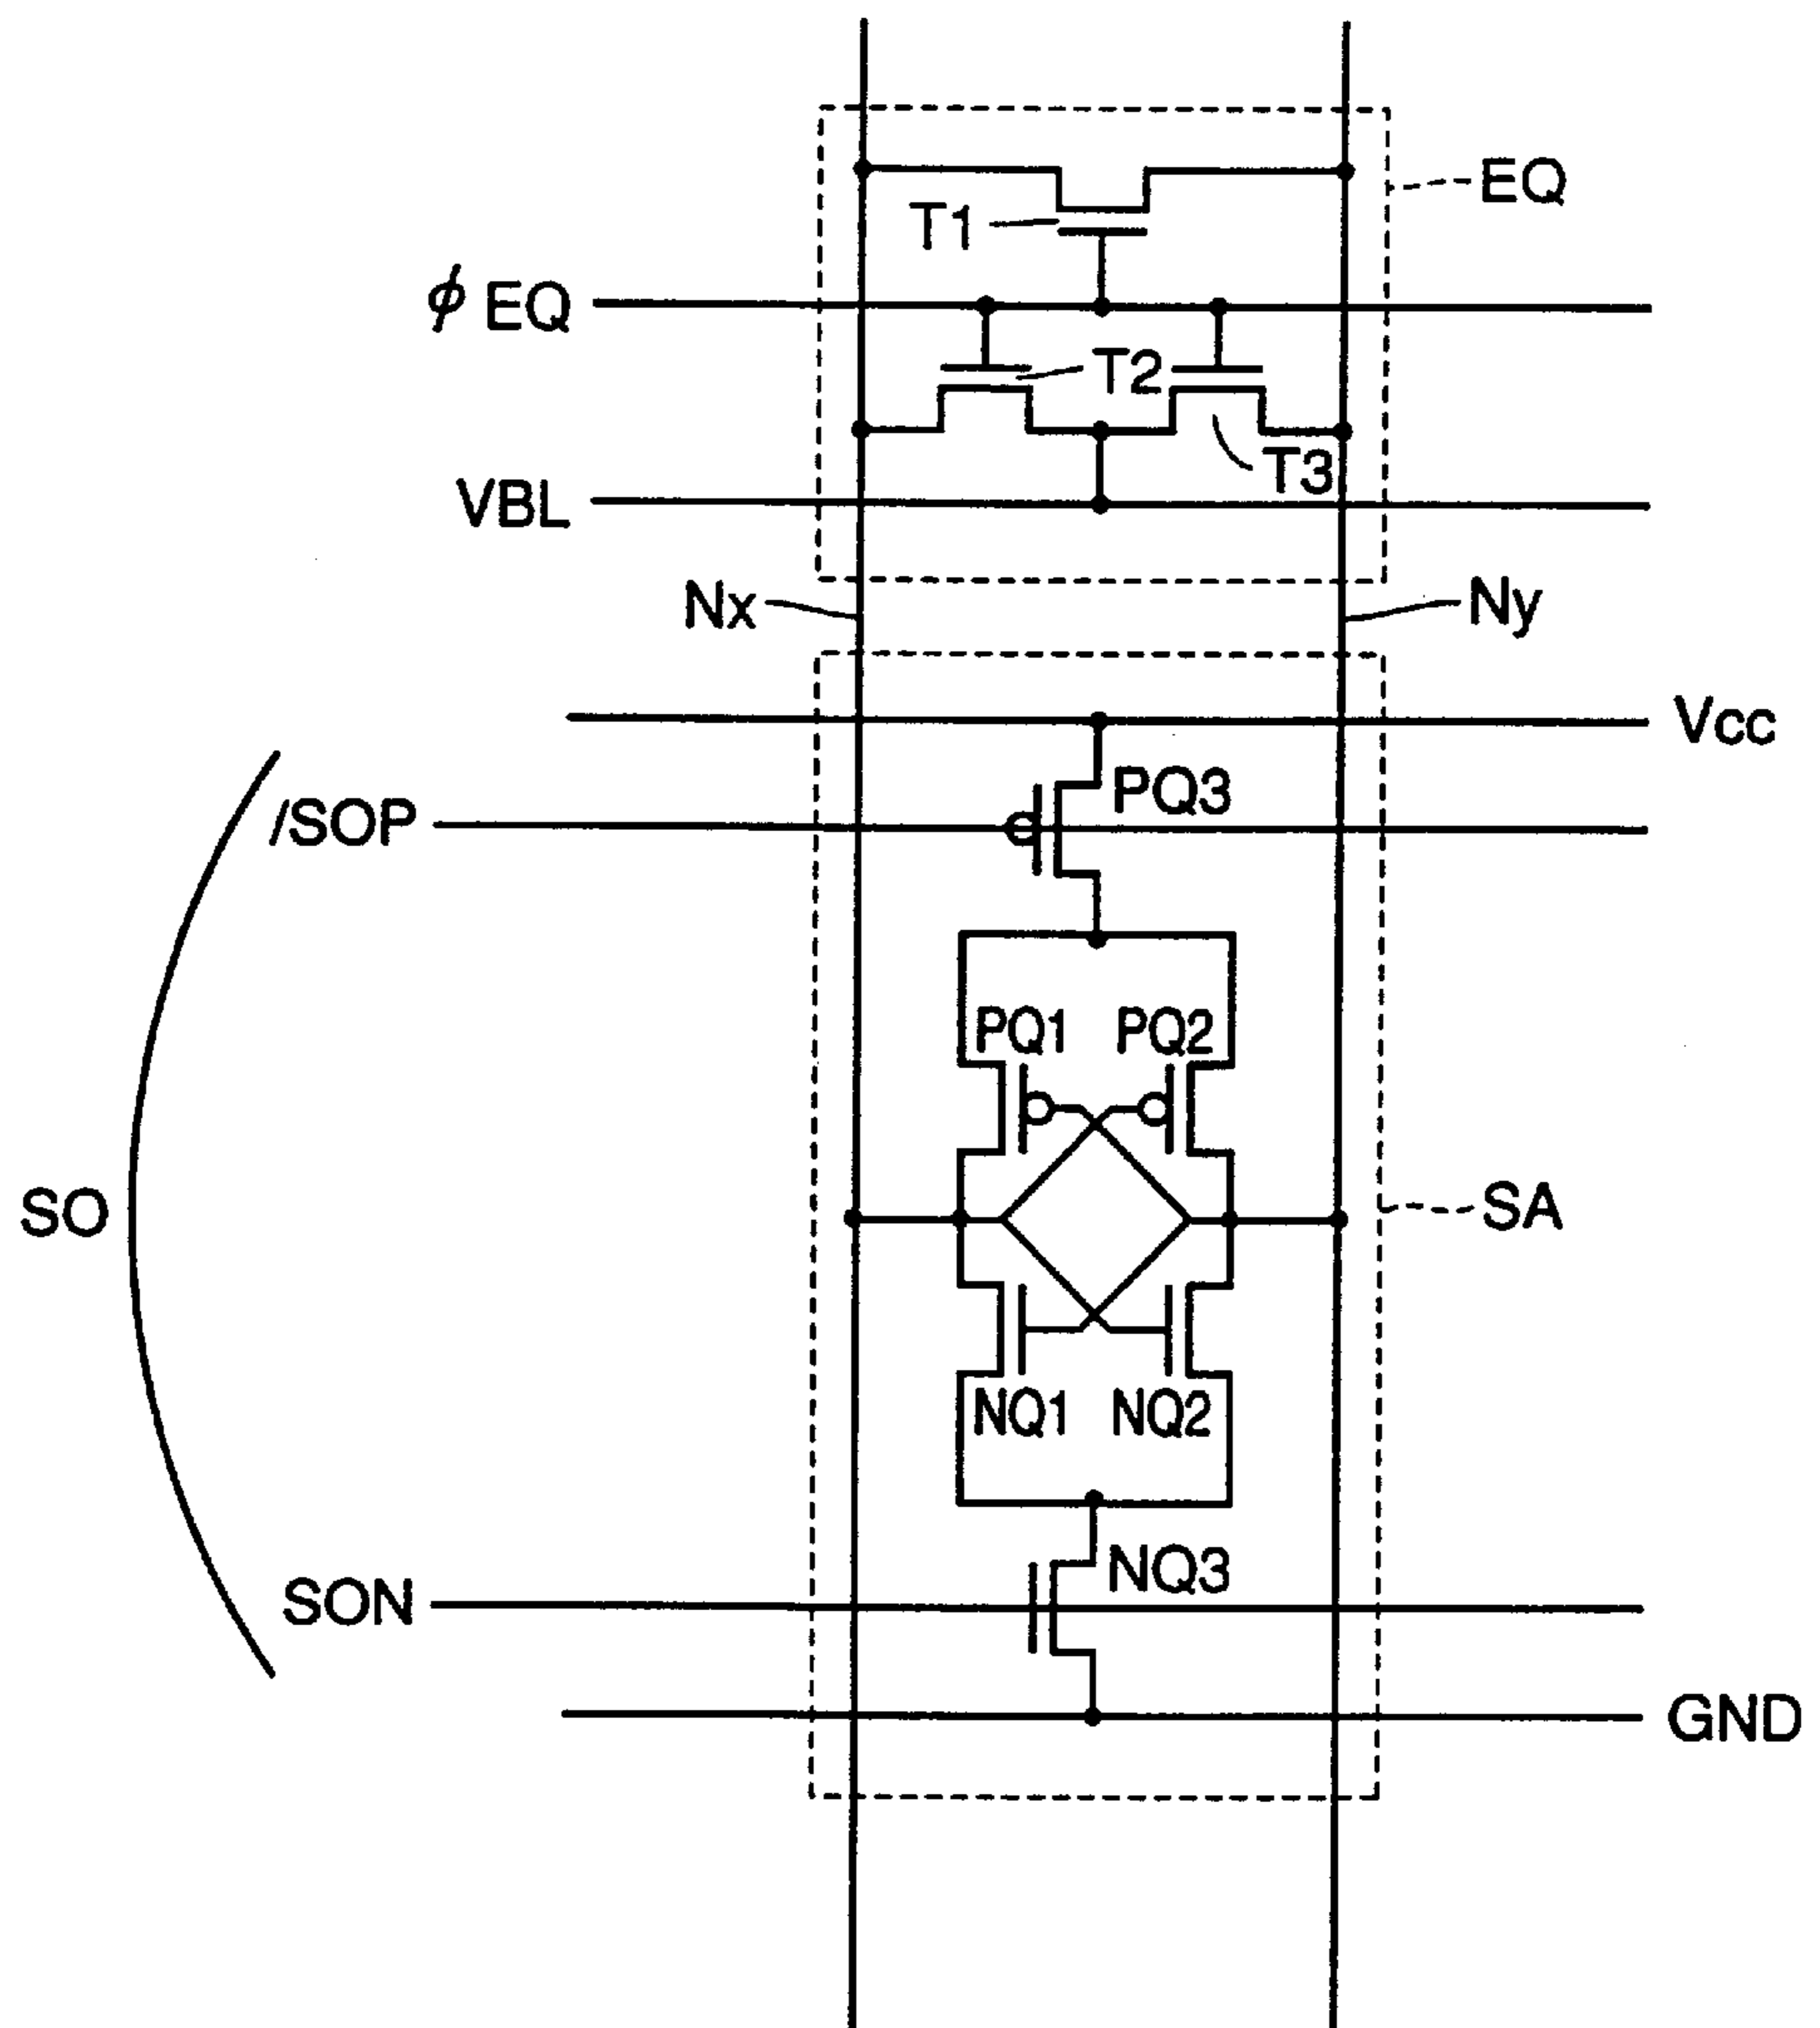 EQ
T1
ϕ EQ
T2
T3
VBL
Nx
Ny
Vcc
PQ3
/SOP
PQ1 PQ2
SO
SA
NQ1 NQ2
NQ3
SON
GND